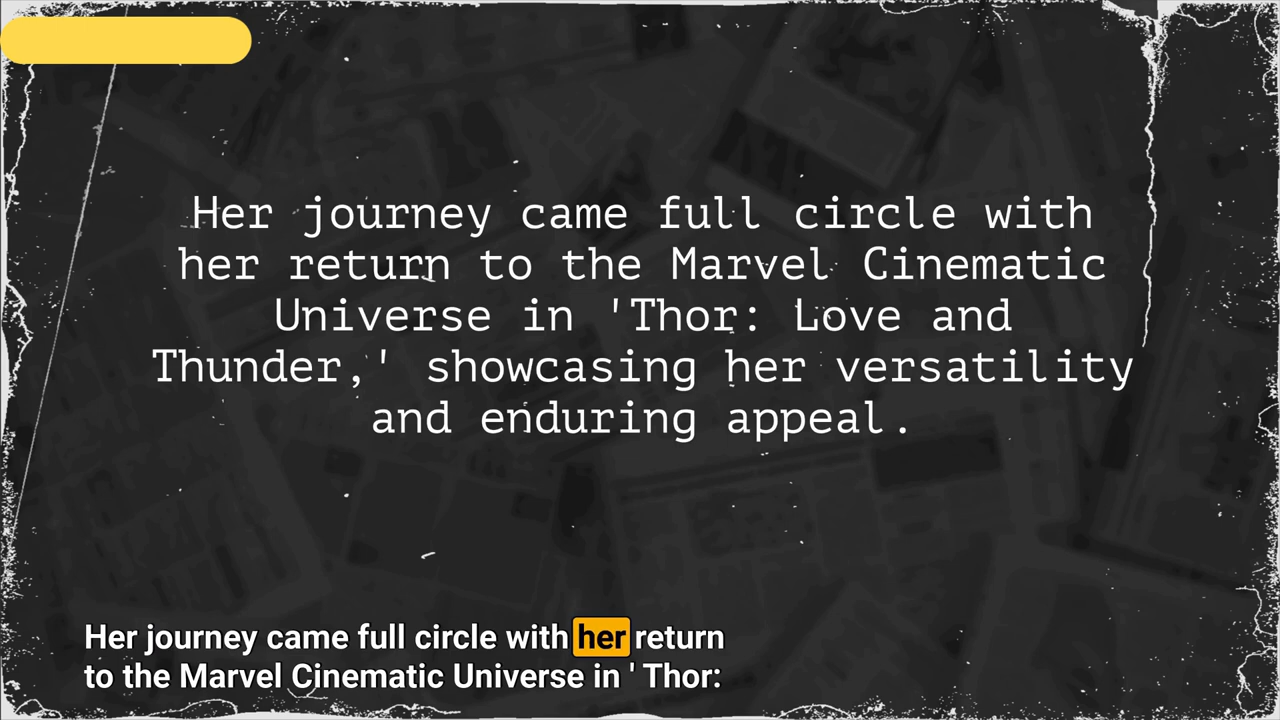 Her journey came full circle with
her return to the Marvel Cinematic
Universe in 'Thor: Love and
Thunder,' showcasing her versatility
and enduring appeal.
Her journey came full circle with her return
to the Marvel Cinematic Universe in ' Thor: